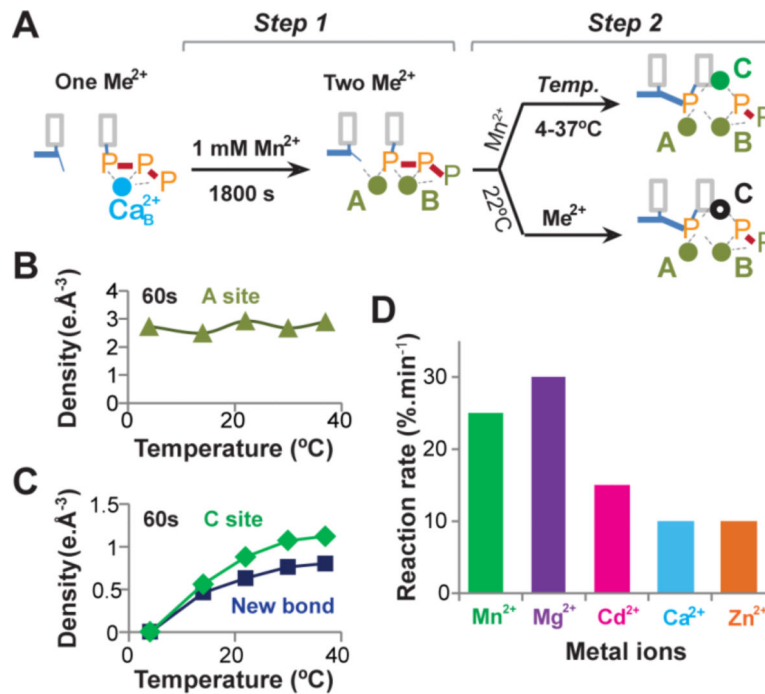 A
Step 1
Step 2
One Me2+
Two Me2+
1 mM Mn2+
1800 s
P P P
Ca2+B
P P P
A B
Mn2+
Temp.
4-37ºC
22ºC
Me2+
C
P P P
A B
C
P P P
A B
B
Density(e.Å-3)
4
3
2
1
0
60s A site
0 20 40
Temperature (ºC)
C
Density(e.Å-3)
1.5
1
0.5
0
60s C site
New bond
0 20 40
Temperature (ºC)
D
Reaction rate (%.min-1)
30
20
10
0
Mn2+ Mg2+ Cd2+ Ca2+ Zn2+
Metal ions